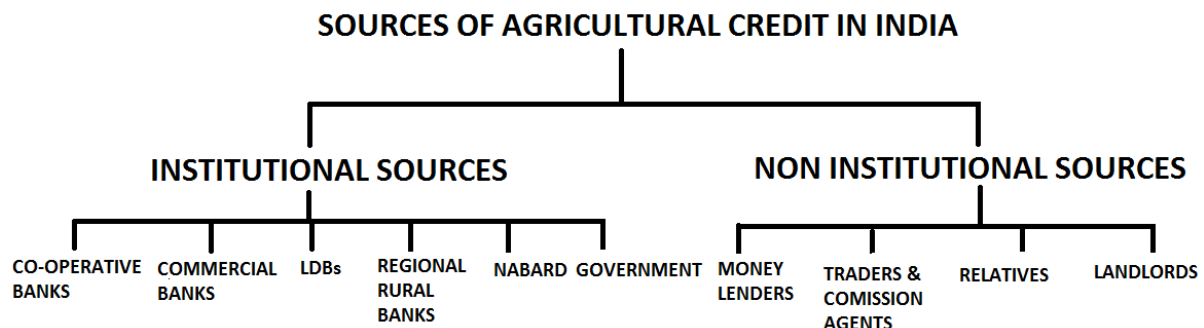 SOURCES OF AGRICULTURAL CREDIT IN INDIA
INSTITUTIONAL SOURCES
NON INSTITUTIONAL SOURCES
CO-OPERATIVE
BANKS
COMMERCIAL
BANKS
LDBs
REGIONAL
RURAL
BANKS
NABARD
GOVERNMENT
MONEY
LENDERS
TRADERS &
COMISSION
AGENTS
RELATIVES
LANDLORDS